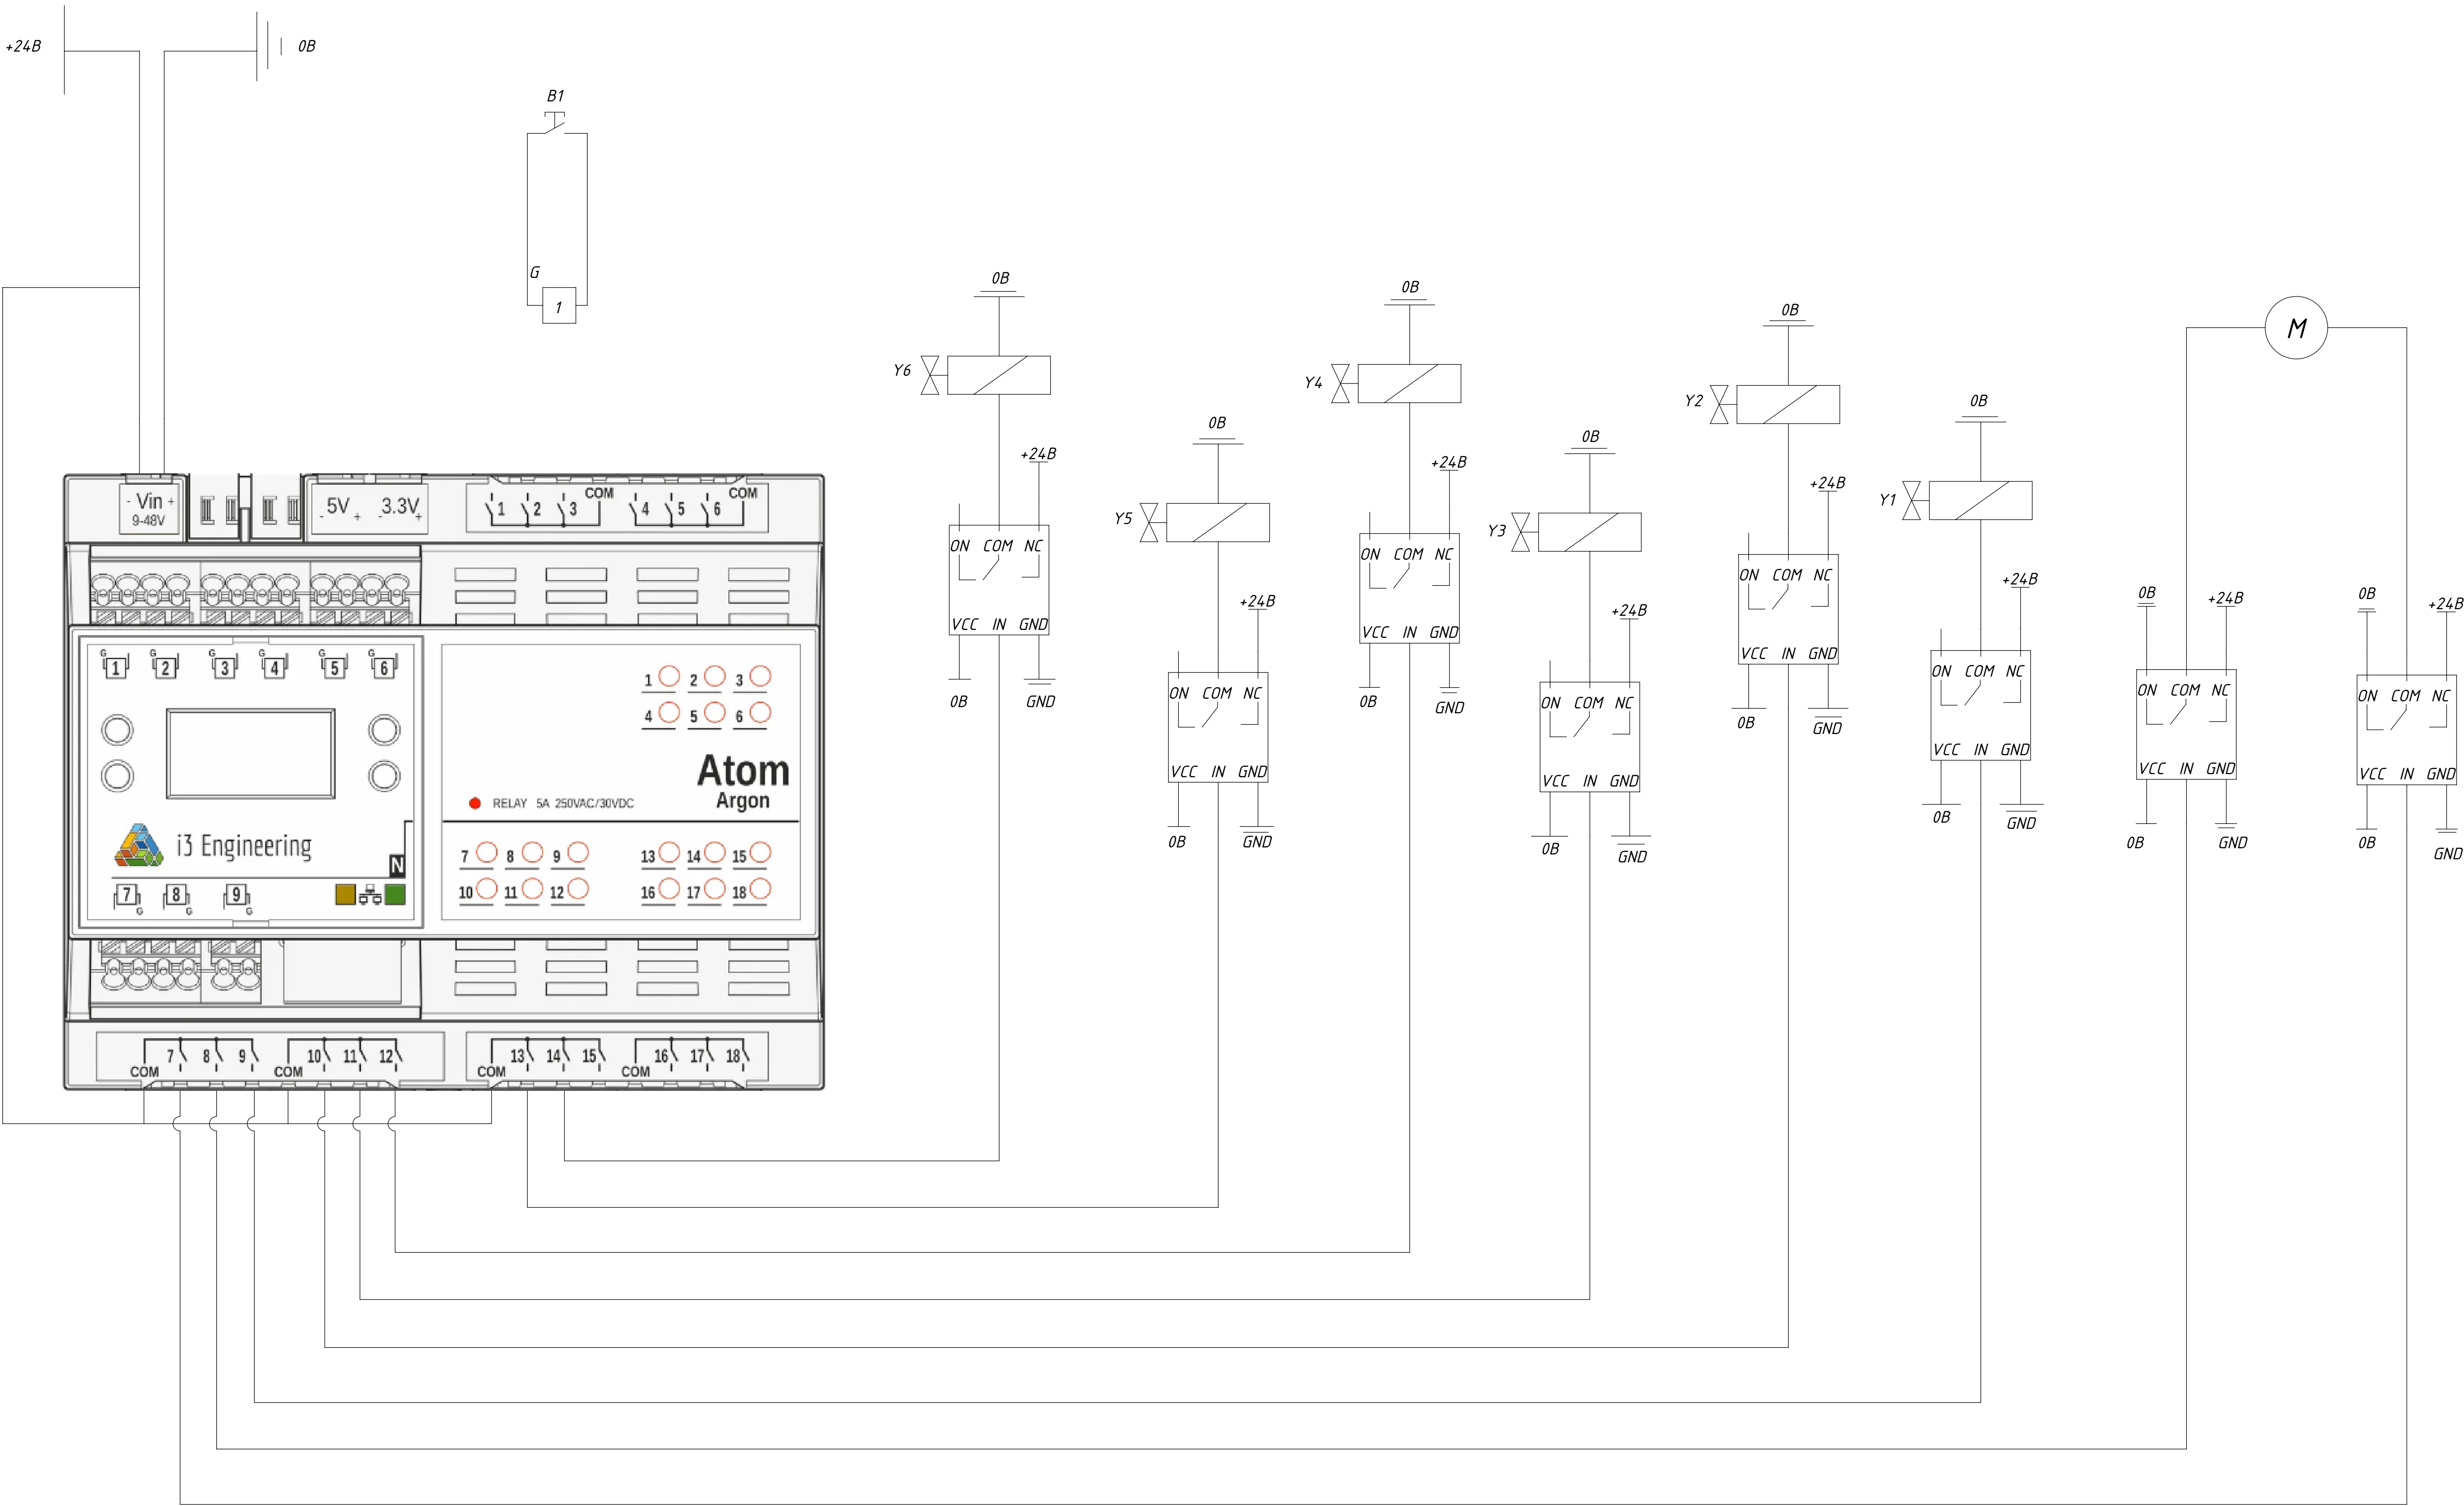 +24В
0В
B1
G
1
0В
Y6
+24В
ON COM NC
VCC IN GND
0В
GND
0В
Y5
+24В
ON COM NC
VCC IN GND
0В
GND
0В
Y4
+24В
ON COM NC
VCC IN GND
0В
GND
0В
Y3
+24В
ON COM NC
VCC IN GND
0В
GND
0В
Y2
+24В
ON COM NC
VCC IN GND
0В
GND
0В
Y1
+24В
ON COM NC
VCC IN GND
0В
GND
M
0В
+24В
ON COM NC
VCC IN GND
0В
GND
0В
+24В
ON COM NC
VCC IN GND
0В
GND
- Vin +
9-48V
- 5V +
- 3.3V +
1 2 3 COM 4 5 6 COM
G G G G G G
1 2 3 4 5 6
1 2 3
4 5 6
Atom
Argon
RELAY 5A 250VAC/30VDC
i3 Engineering
N
7 8 9
G G G
7 8 9 13 14 15
10 11 12 16 17 18
COM 7 8 9 COM 10 11 12
COM 13 14 15 COM 16 17 18